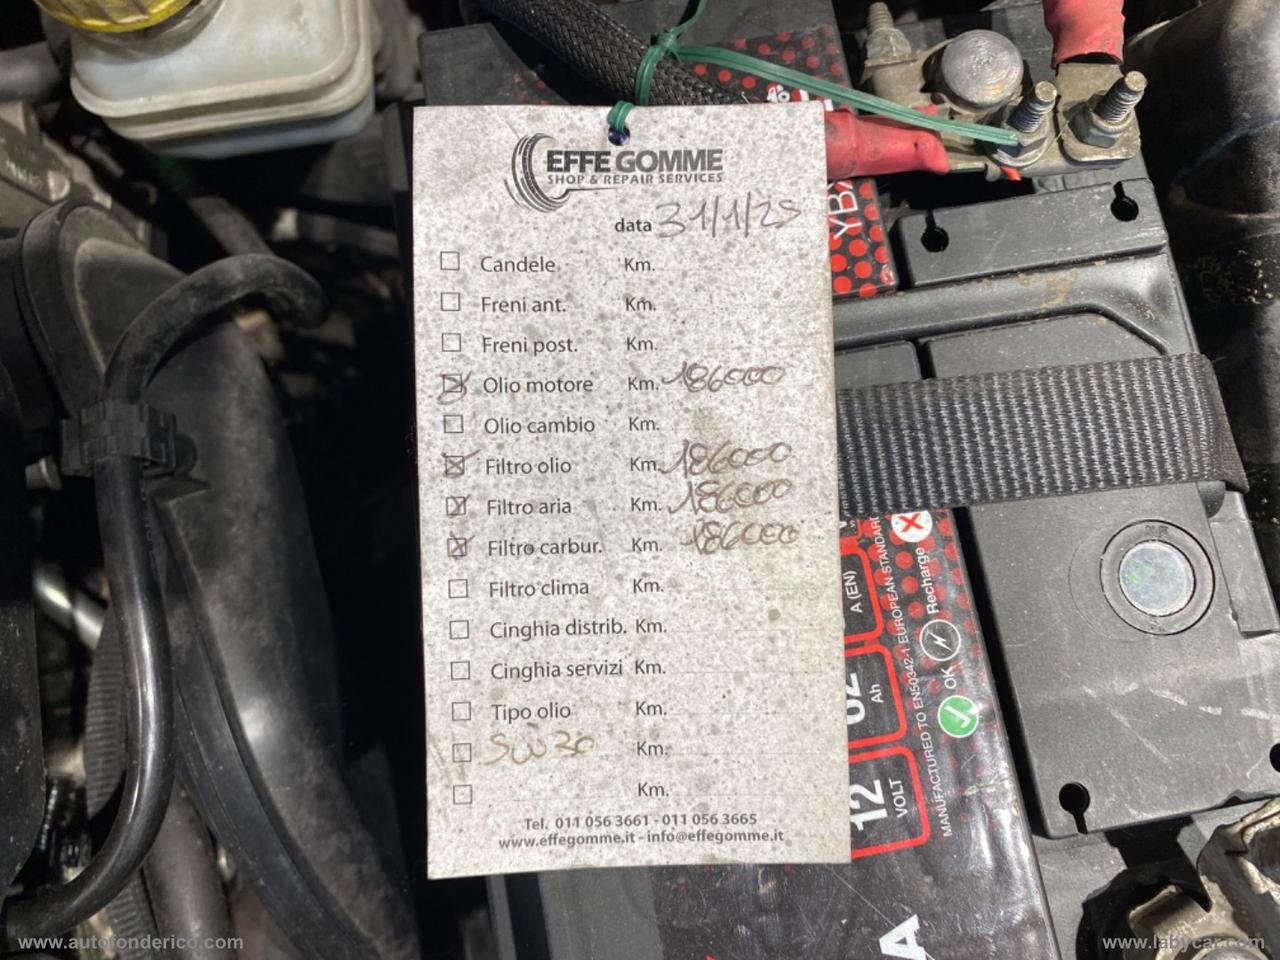 EFFE GOMME
SHOP & REPAIR SERVICES
data 31/1/25
Candele Km.
Freni ant. Km.
Freni post. Km.
Olio motore Km. 186000
Olio cambio Km.
Filtro olio Km. 186000
Filtro aria Km. 186000
Filtro carbur. Km. 186000
Filtro clima Km.
Cinghia distrib. Km.
Cinghia servizi Km.
Tipo olio Km.
5W30 Km.
Km.
Tel. 011 056 3661 - 011 056 3665
www.effegomme.it - info@effegomme.it
YBX
A (EN)
Ah
12
VOLT
MANUFACTURED TO EN50342-1 EUROPEAN STANDARD
OK
Recharge
A
www.autofonderico.com
www.labycar.com